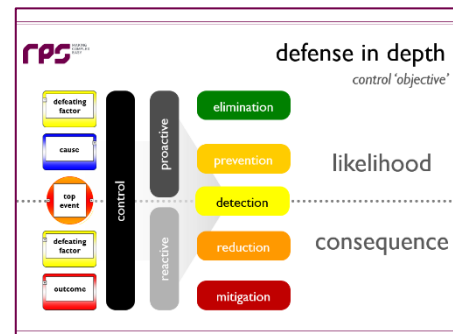 rps
defense in depth
control 'objective'
defeating
factor
cause
top
event
defeating
factor
outcome
control
proactive
reactive
elimination
prevention
detection
reduction
mitigation
likelihood
consequence